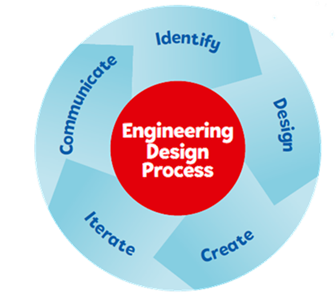 Identify
Design
Create
Iterate
Communicate
Engineering
Design
Process